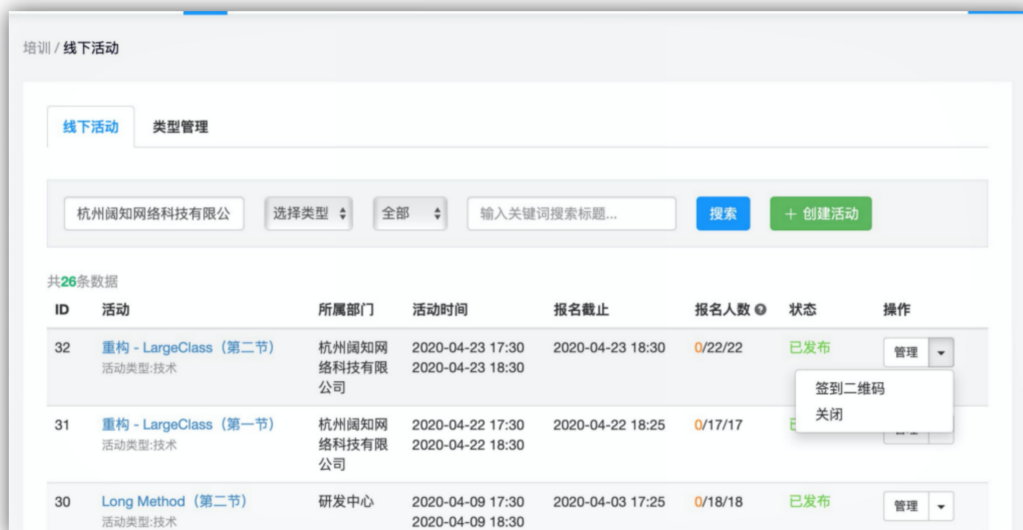 培训 / 线下活动
线下活动 类型管理
杭州阔知网络科技有限公 选择类型 全部 输入关键词搜索标题... 搜索 + 创建活动
共26条数据
ID 活动 所属部门 活动时间 报名截止 报名人数 状态 操作
32 重构 - LargeClass（第二节） 杭州阔知网 2020-04-23 17:30 2020-04-23 18:30 0/22/22 已发布 管理
活动类型:技术 络科技有限 2020-04-23 18:30
公司
签到二维码
关闭
31 重构 - LargeClass（第一节） 杭州阔知网 2020-04-22 17:30 2020-04-22 18:25 0/17/17
活动类型:技术 络科技有限 2020-04-22 18:30
公司
30 Long Method（第二节） 研发中心 2020-04-09 17:30 2020-04-03 17:25 0/18/18 已发布 管理
活动类型:技术 2020-04-09 18:30